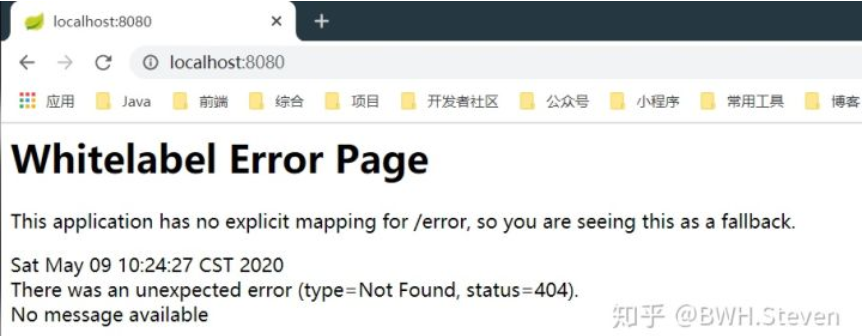 localhost:8080
localhost:8080
应用 Java 前端 综合 项目 开发者社区 公众号 小程序 常用工具 博客
Whitelabel Error Page
This application has no explicit mapping for /error, so you are seeing this as a fallback.
Sat May 09 10:24:27 CST 2020
There was an unexpected error (type=Not Found, status=404).
No message available
知乎 @BWH.Steven